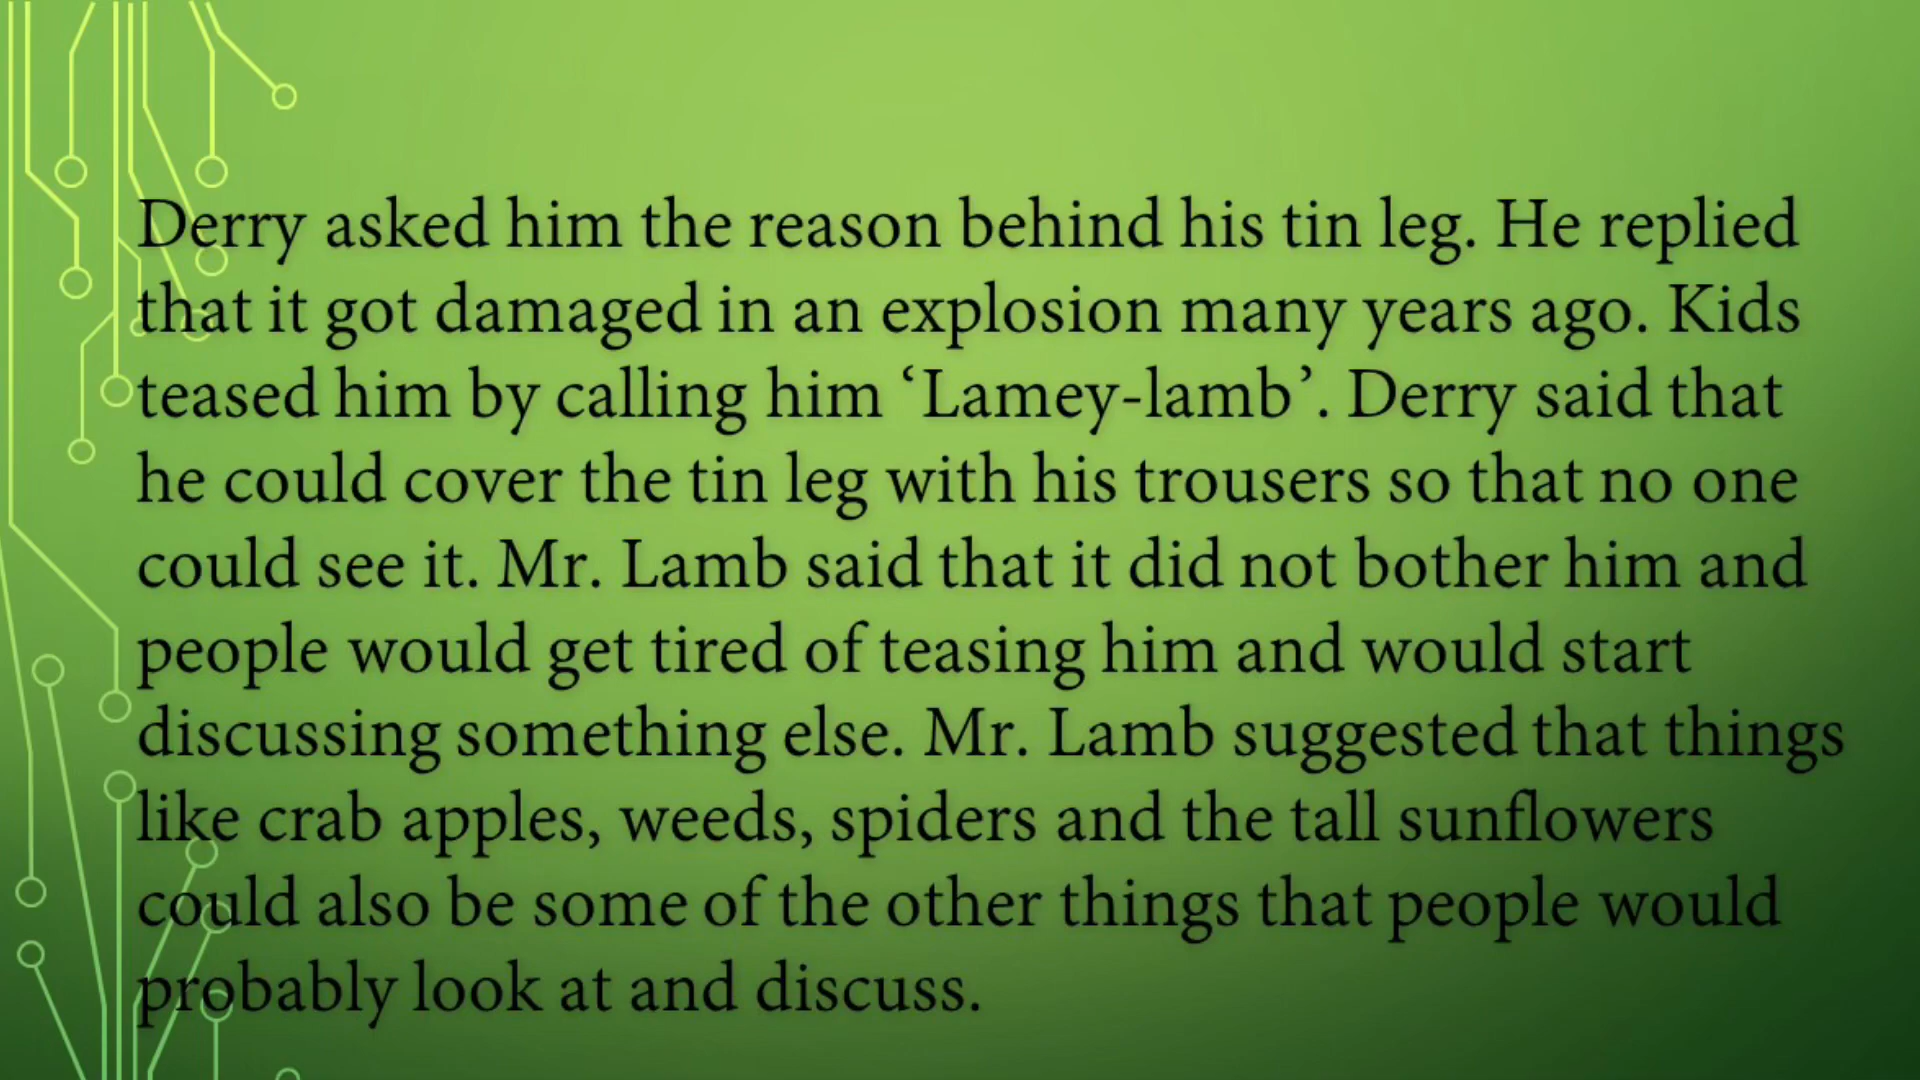 Derry asked him the reason behind his tin leg. He replied
that it got damaged in an explosion many years ago. Kids
teased him by calling him ‘Lamey-lamb’. Derry said that
he could cover the tin leg with his trousers so that no one
could see it. Mr. Lamb said that it did not bother him and
people would get tired of teasing him and would start
discussing something else. Mr. Lamb suggested that things
like crab apples, weeds, spiders and the tall sunflowers
could also be some of the other things that people would
probably look at and discuss.